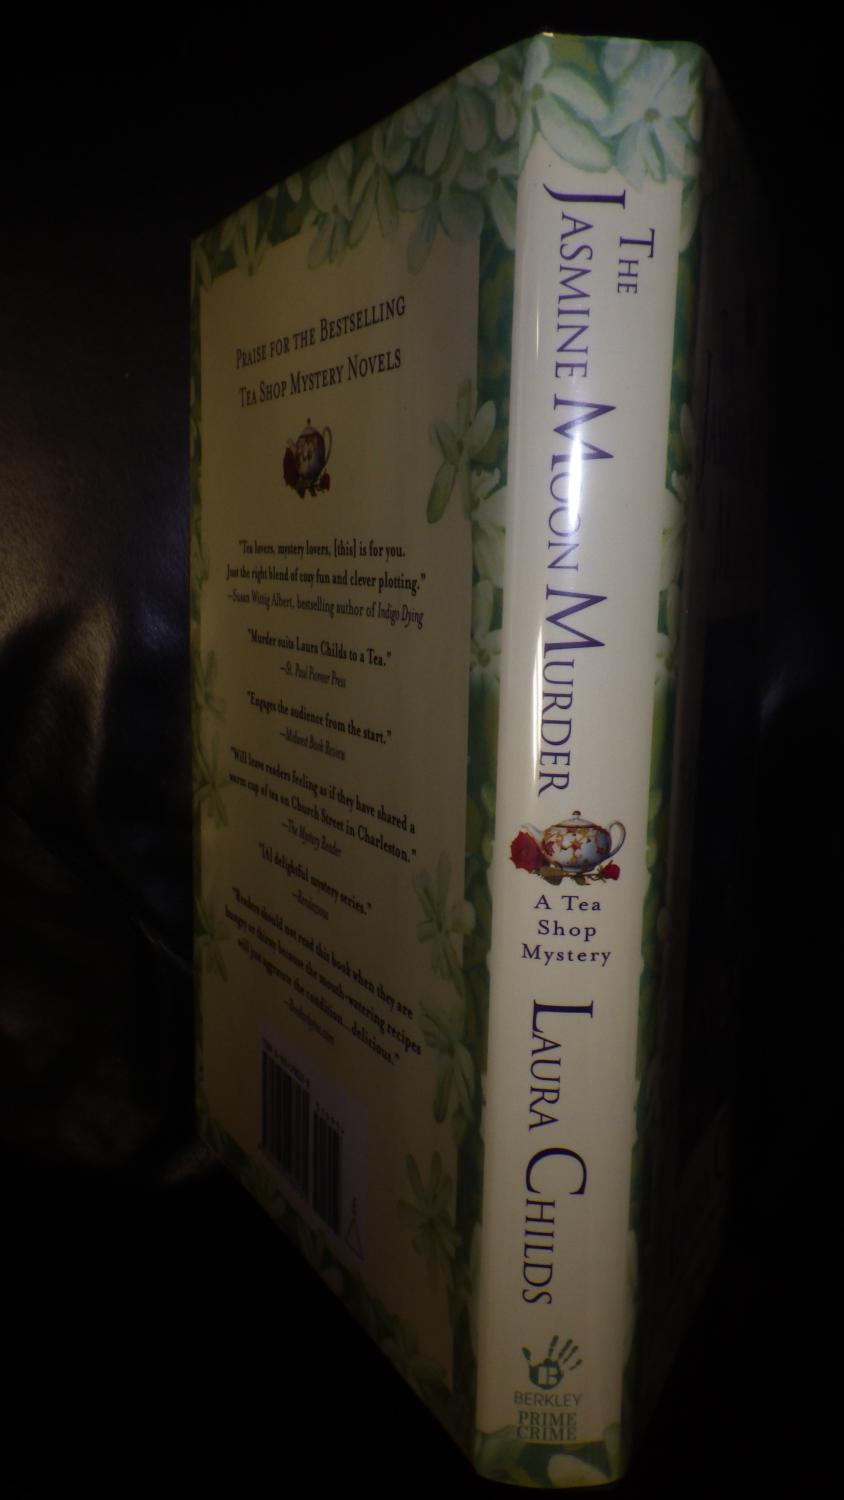 THE
JASMINE MOON MURDER
A Tea
Shop
Mystery
LAURA CHILDS
BERKLEY
PRIME
CRIME
PRAISE FOR THE BESTSELLING
TEA SHOP MYSTERY NOVELS
"Tea lovers, mystery lovers, [this] is for you.
Just the right blend of cozy fun and clever plotting."
—Susan Wittig Albert, bestselling author of Indigo Dying
"Murder suits Laura Childs to a Tea."
—St. Paul Pioneer Press
"Engages the audience from the start."
—Midwest Book Review
"Will leave readers feeling as if they have shared a
warm cup of tea on Church Street in Charleston."
—The Mystery Reader
"[A] delightful mystery series."
—Rendezvous
"Readers should not read this book when they are
hungry or thirsty because the mouth-watering recipes
will just aggravate the condition...delicious."